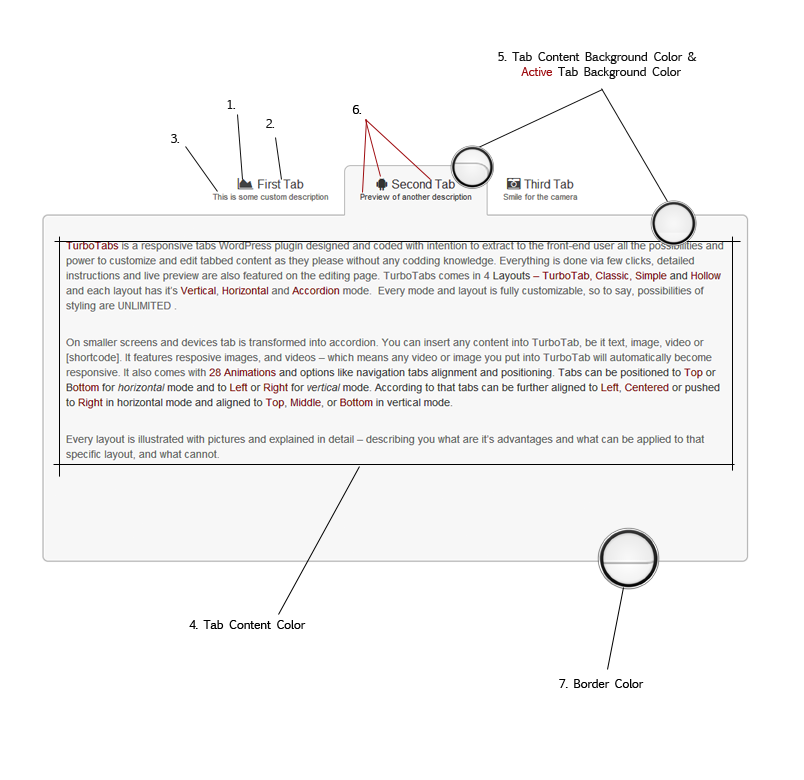 5. Tab Content Background Color &
Active Tab Background Color
1.
2.
3.
6.
First Tab
This is some custom description
Second Tab
Preview of another description
Third Tab
Smile for the camera
TurboTabs is a responsive tabs WordPress plugin designed and coded with intention to extract to the front-end user all the possibilities and
power to customize and edit tabbed content as they please without any codding knowledge. Everything is done via few clicks, detailed
instructions and live preview are also featured on the editing page. TurboTabs comes in 4 Layouts – TurboTab, Classic, Simple and Hollow
and each layout has it's Vertical, Horizontal and Accordion mode.  Every mode and layout is fully customizable, so to say, possibilities of
styling are UNLIMITED .
On smaller screens and devices tab is transformed into accordion. You can insert any content into TurboTab, be it text, image, video or
[shortcode]. It features resposive images, and videos – which means any video or image you put into TurboTab will automatically become
responsive. It also comes with 28 Animations and options like navigation tabs alignment and positioning. Tabs can be positioned to Top or
Bottom for horizontal mode and to Left or Right for vertical mode. According to that tabs can be further aligned to Left, Centered or pushed
to Right in horizontal mode and aligned to Top, Middle, or Bottom in vertical mode.
Every layout is illustrated with pictures and explained in detail – describing you what are it's advantages and what can be applied to that
specific layout, and what cannot.
4. Tab Content Color
7. Border Color